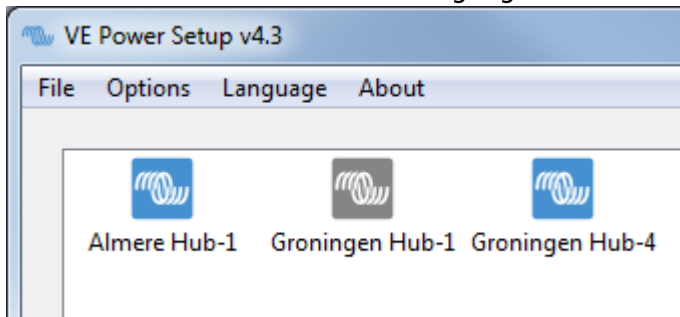 VE Power Setup v4.3
File Options Language About
Almere Hub-1 Groningen Hub-1 Groningen Hub-4